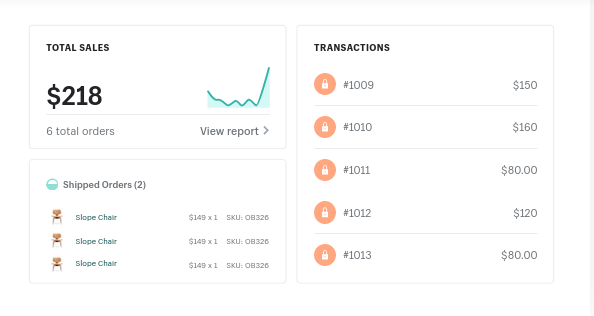 TOTAL SALES
$218
6 total orders View report
Shipped Orders (2)
Slope Chair $149 x 1 SKU: OB326
Slope Chair $149 x 1 SKU: OB326
Slope Chair $149 x 1 SKU: OB326
TRANSACTIONS
#1009 $150
#1010 $160
#1011 $80.00
#1012 $120
#1013 $80.00